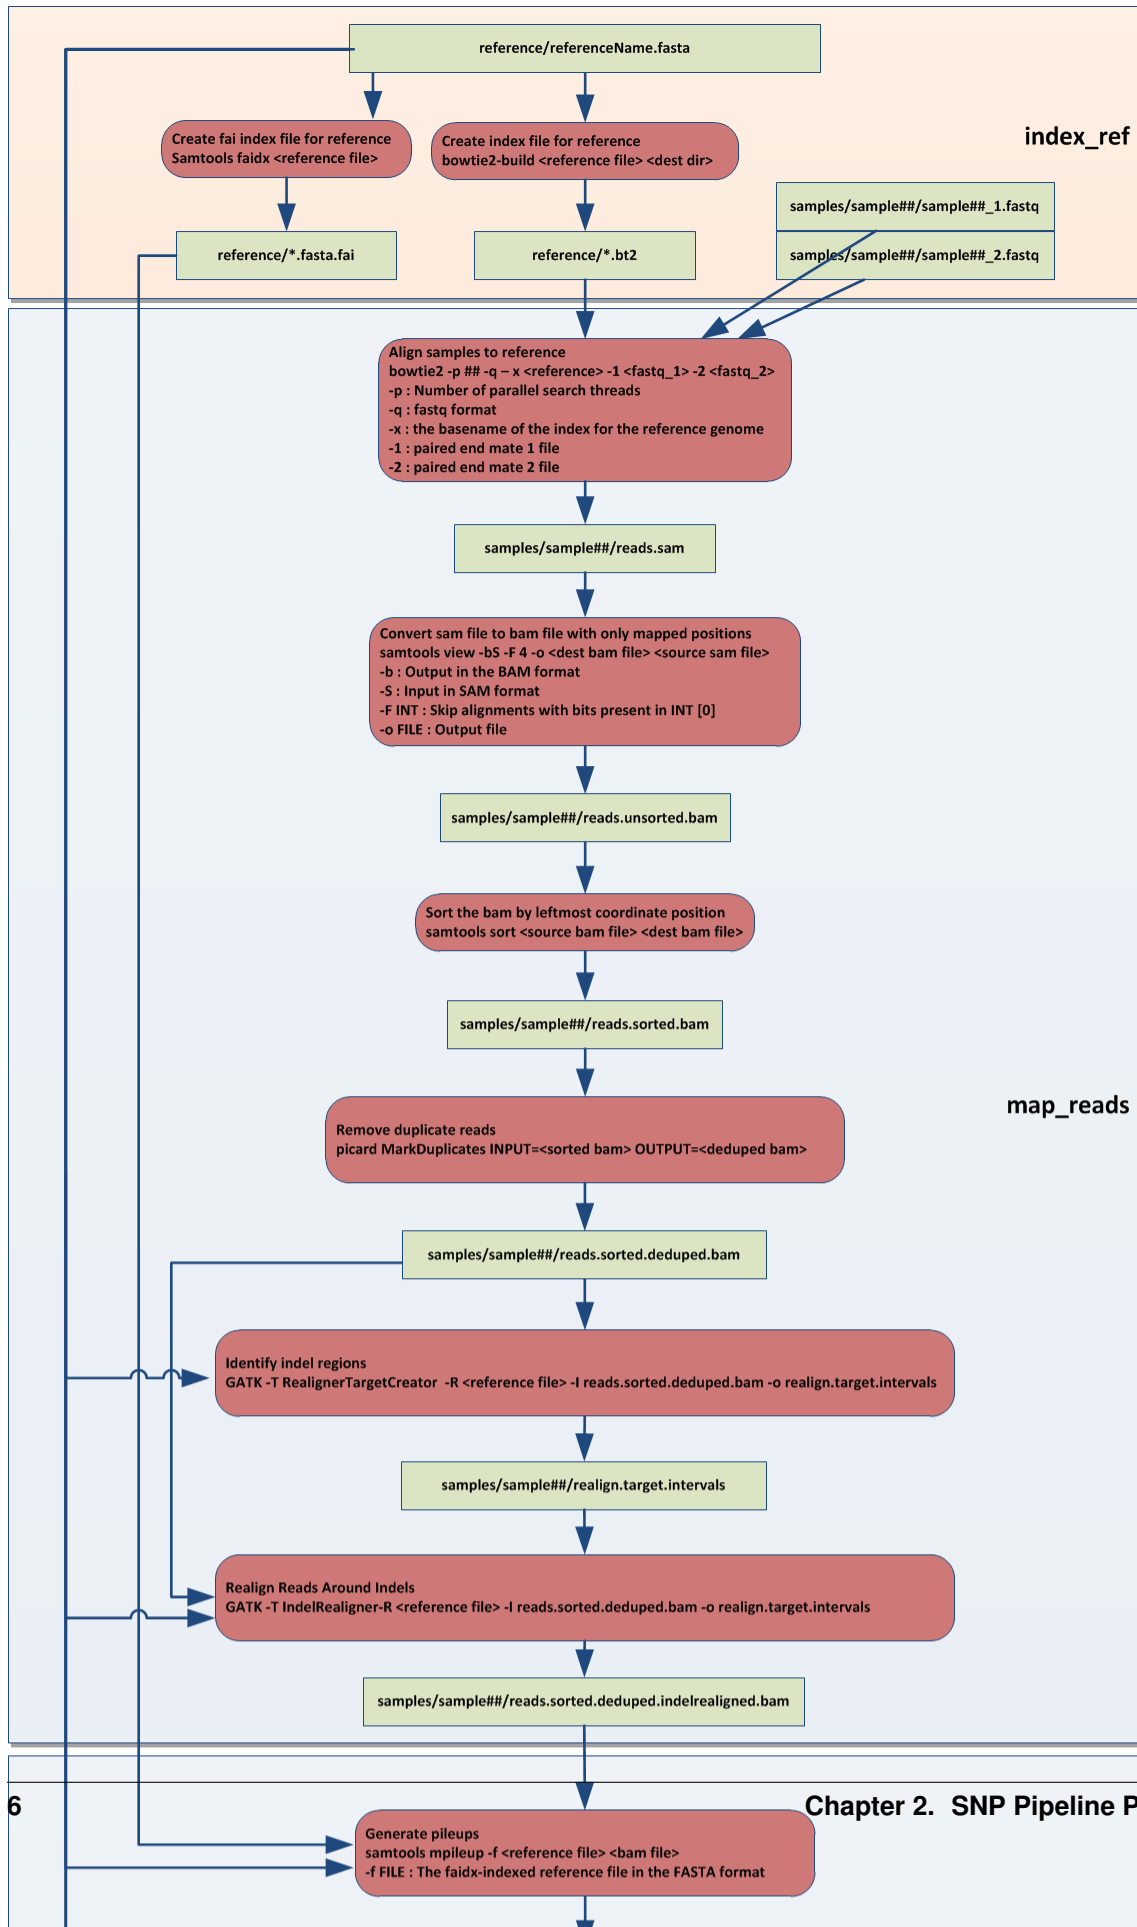 reference/referenceName.fasta
Create fai index file for reference
Samtools faidx <reference file>
Create index file for reference
bowtie2-build <reference file> <dest dir>
index_ref
samples/sample##/sample##_1.fastq
reference/*.fasta.fai
reference/*.bt2
samples/sample##/sample##_2.fastq
Align samples to reference
bowtie2 -p ## -q – x <reference> -1 <fastq_1> -2 <fastq_2>
-p : Number of parallel search threads
-q : fastq format
-x : the basename of the index for the reference genome
-1 : paired end mate 1 file
-2 : paired end mate 2 file
samples/sample##/reads.sam
Convert sam file to bam file with only mapped positions
samtools view -bS -F 4 -o <dest bam file> <source sam file>
-b : Output in the BAM format
-S : Input in SAM format
-F INT : Skip alignments with bits present in INT [0]
-o FILE : Output file
samples/sample##/reads.unsorted.bam
Sort the bam by leftmost coordinate position
samtools sort <source bam file> <dest bam file>
samples/sample##/reads.sorted.bam
map_reads
Remove duplicate reads
picard MarkDuplicates INPUT=<sorted bam> OUTPUT=<deduped bam>
samples/sample##/reads.sorted.deduped.bam
Identify indel regions
GATK -T RealignerTargetCreator  -R <reference file> -I reads.sorted.deduped.bam -o realign.target.intervals
samples/sample##/realign.target.intervals
Realign Reads Around Indels
GATK -T IndelRealigner-R <reference file> -I reads.sorted.deduped.bam -o realign.target.intervals
samples/sample##/reads.sorted.deduped.indelrealigned.bam
6
Chapter 2. SNP Pipeline P
Generate pileups
samtools mpileup -f <reference file> <bam file>
-f FILE : The faidx-indexed reference file in the FASTA format